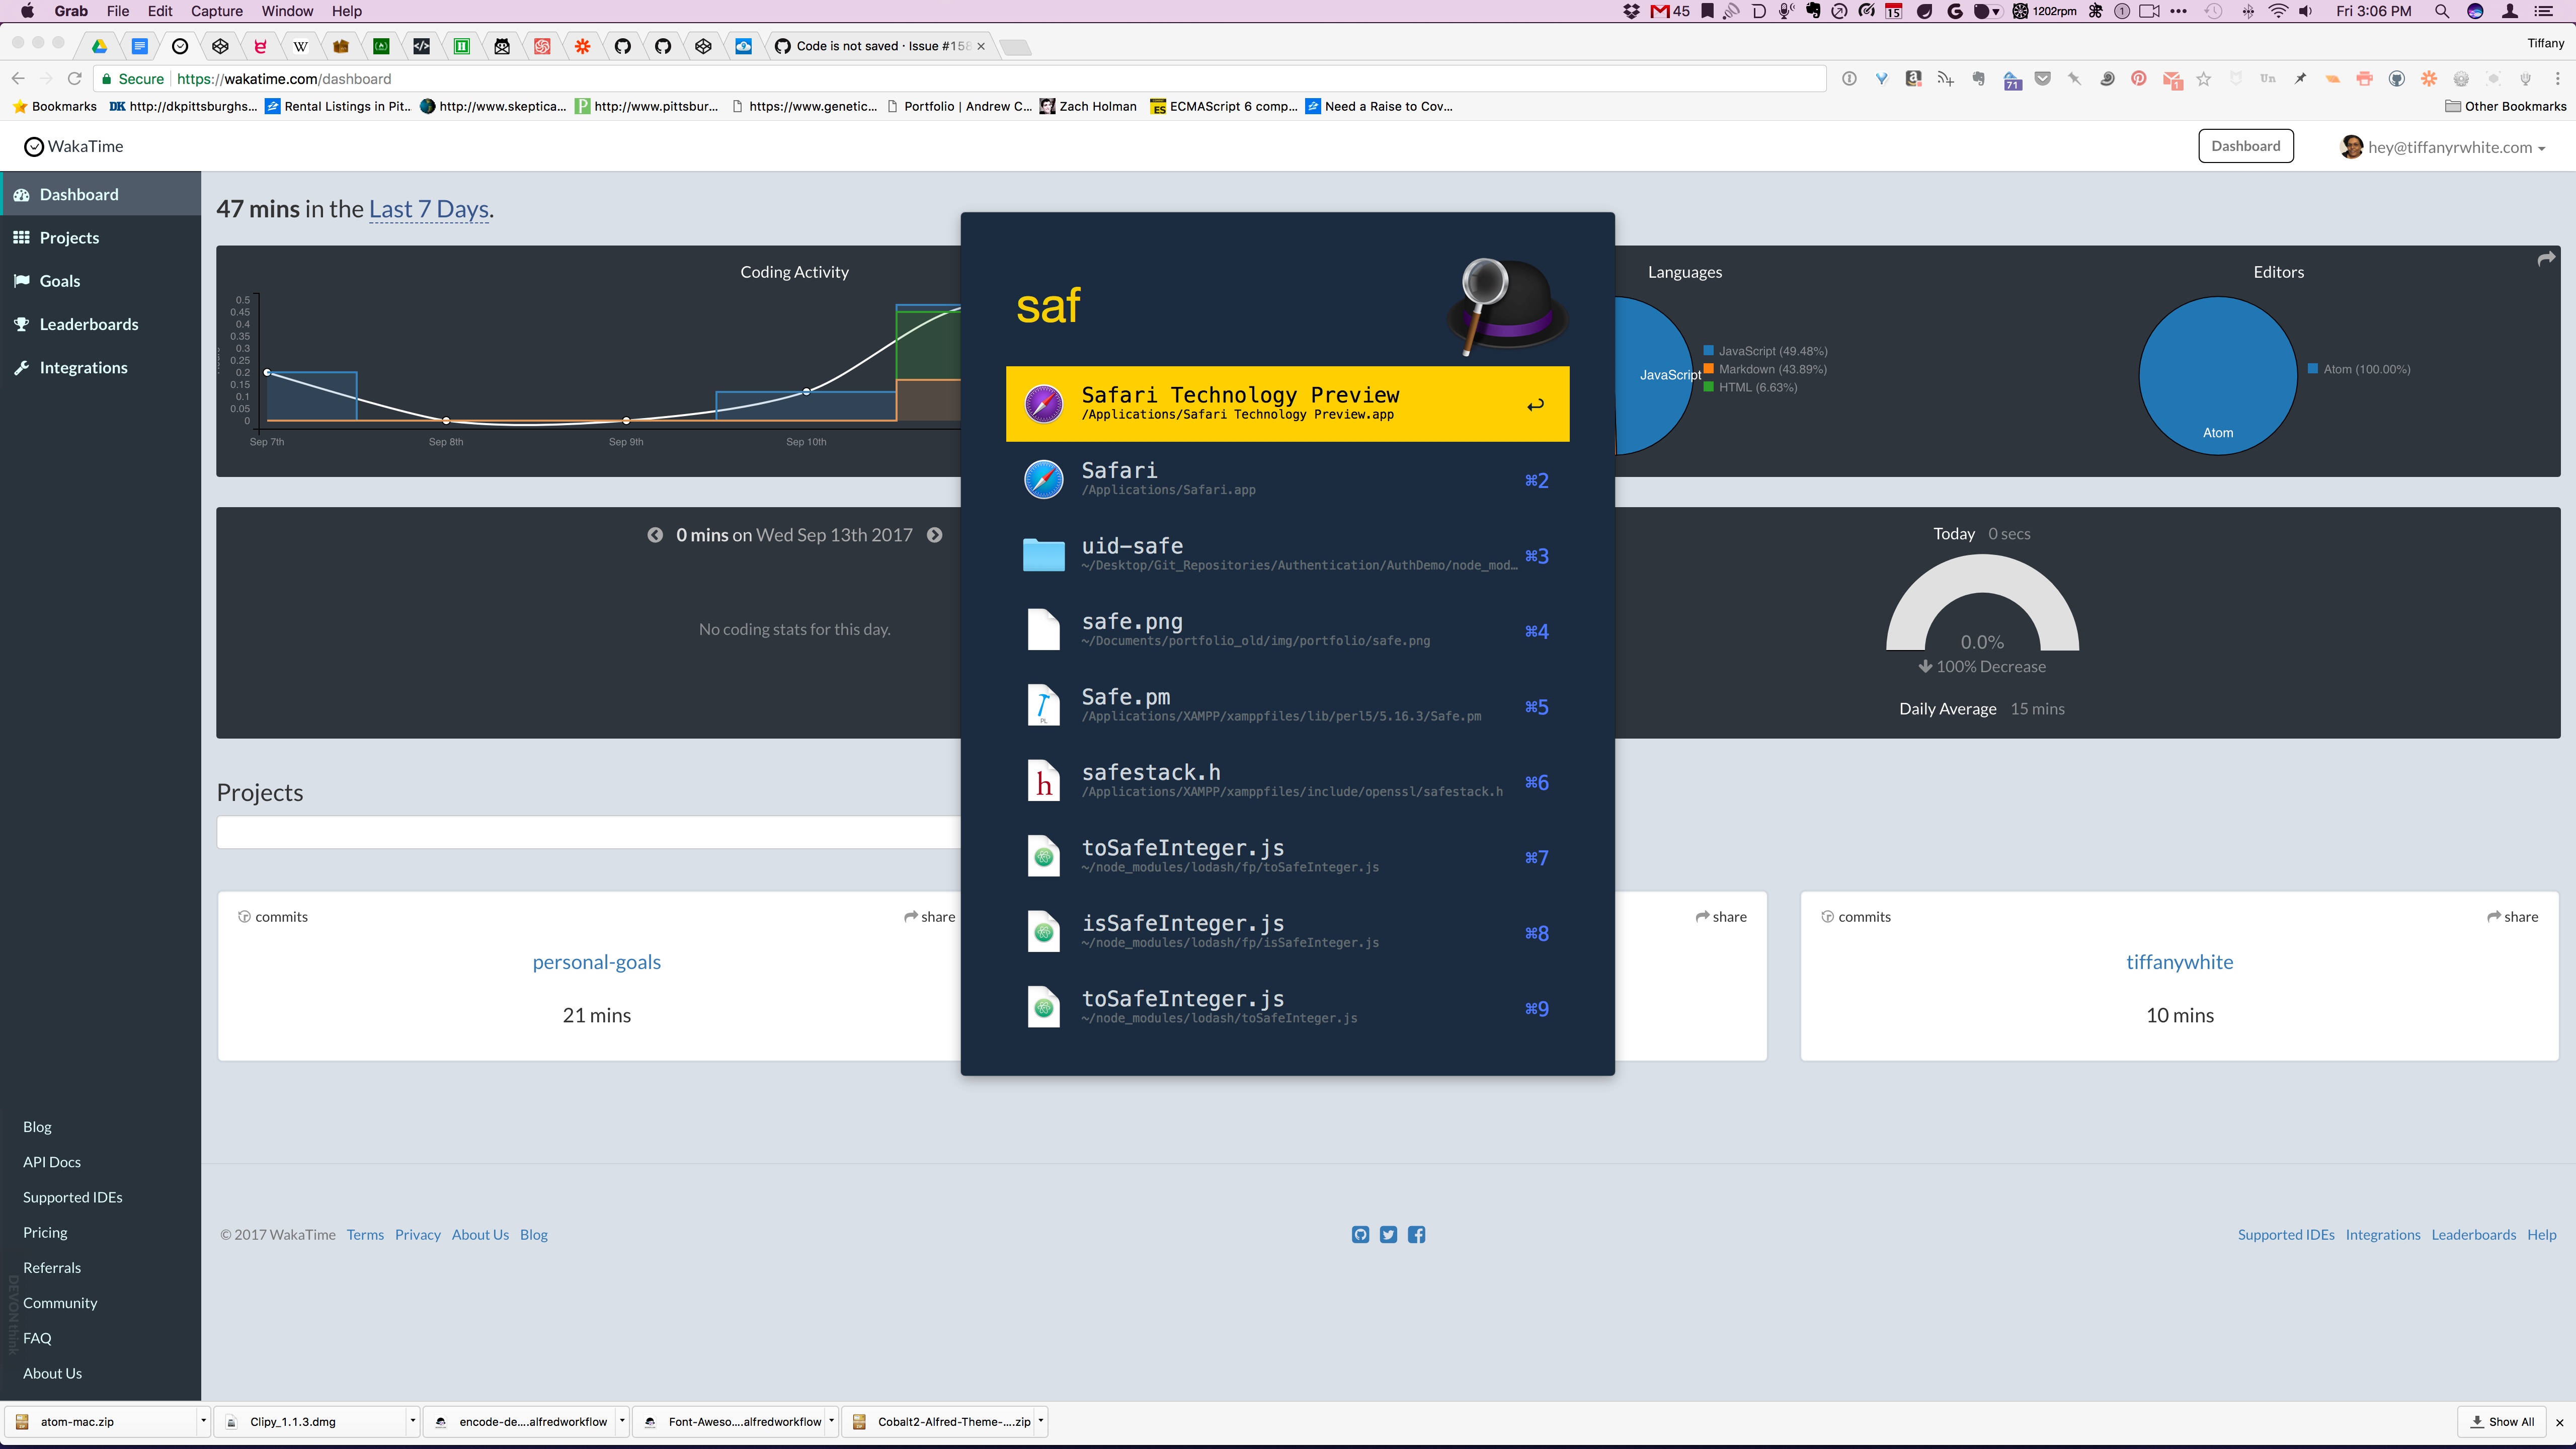 Grab File Edit Capture Window Help
45 15 1202rpm Fri 3:06 PM
Code is not saved · Issue #158
Tiffany
Secure https://wakatime.com/dashboard
71 Un 1
Bookmarks DK http://dkpittsburghs... Rental Listings in Pit... http://www.skeptica... http://www.pittsbur... https://www.genetic... Portfolio | Andrew C... Zach Holman ES ECMAScript 6 comp... Need a Raise to Cov... Other Bookmarks
WakaTime
Dashboard
hey@tiffanyrwhite.com
Dashboard
Projects
Goals
Leaderboards
Integrations
47 mins in the Last 7 Days.
Coding Activity
0.5
0.45
0.4
0.35
0.3
0.25
0.2
0.15
0.1
0.05
0
Sep 7th Sep 8th Sep 9th Sep 10th
Languages
JavaScript
JavaScript (49.48%)
Markdown (43.89%)
HTML (6.63%)
Editors
Atom
Atom (100.00%)
saf
Safari Technology Preview
/Applications/Safari Technology Preview.app
Safari
/Applications/Safari.app
⌘2
uid-safe
~/Desktop/Git_Repositories/Authentication/AuthDemo/node_mod…
⌘3
safe.png
~/Documents/portfolio_old/img/portfolio/safe.png
⌘4
Safe.pm
/Applications/XAMPP/xamppfiles/lib/perl5/5.16.3/Safe.pm
⌘5
safestack.h
/Applications/XAMPP/xamppfiles/include/openssl/safestack.h
⌘6
toSafeInteger.js
~/node_modules/lodash/fp/toSafeInteger.js
⌘7
isSafeInteger.js
~/node_modules/lodash/fp/isSafeInteger.js
⌘8
toSafeInteger.js
~/node_modules/lodash/toSafeInteger.js
⌘9
0 mins on Wed Sep 13th 2017
No coding stats for this day.
Today 0 secs
0.0%
100% Decrease
Daily Average 15 mins
Projects
commits share
personal-goals
21 mins
share
commits share
tiffanywhite
10 mins
Blog
API Docs
Supported IDEs
Pricing
Referrals
Community
FAQ
About Us
DEVONthink
© 2017 WakaTime Terms Privacy About Us Blog
Supported IDEs Integrations Leaderboards Help
atom-mac.zip Clipy_1.1.3.dmg encode-de....alfredworkflow Font-Aweso....alfredworkflow Cobalt2-Alfred-Theme-....zip Show All